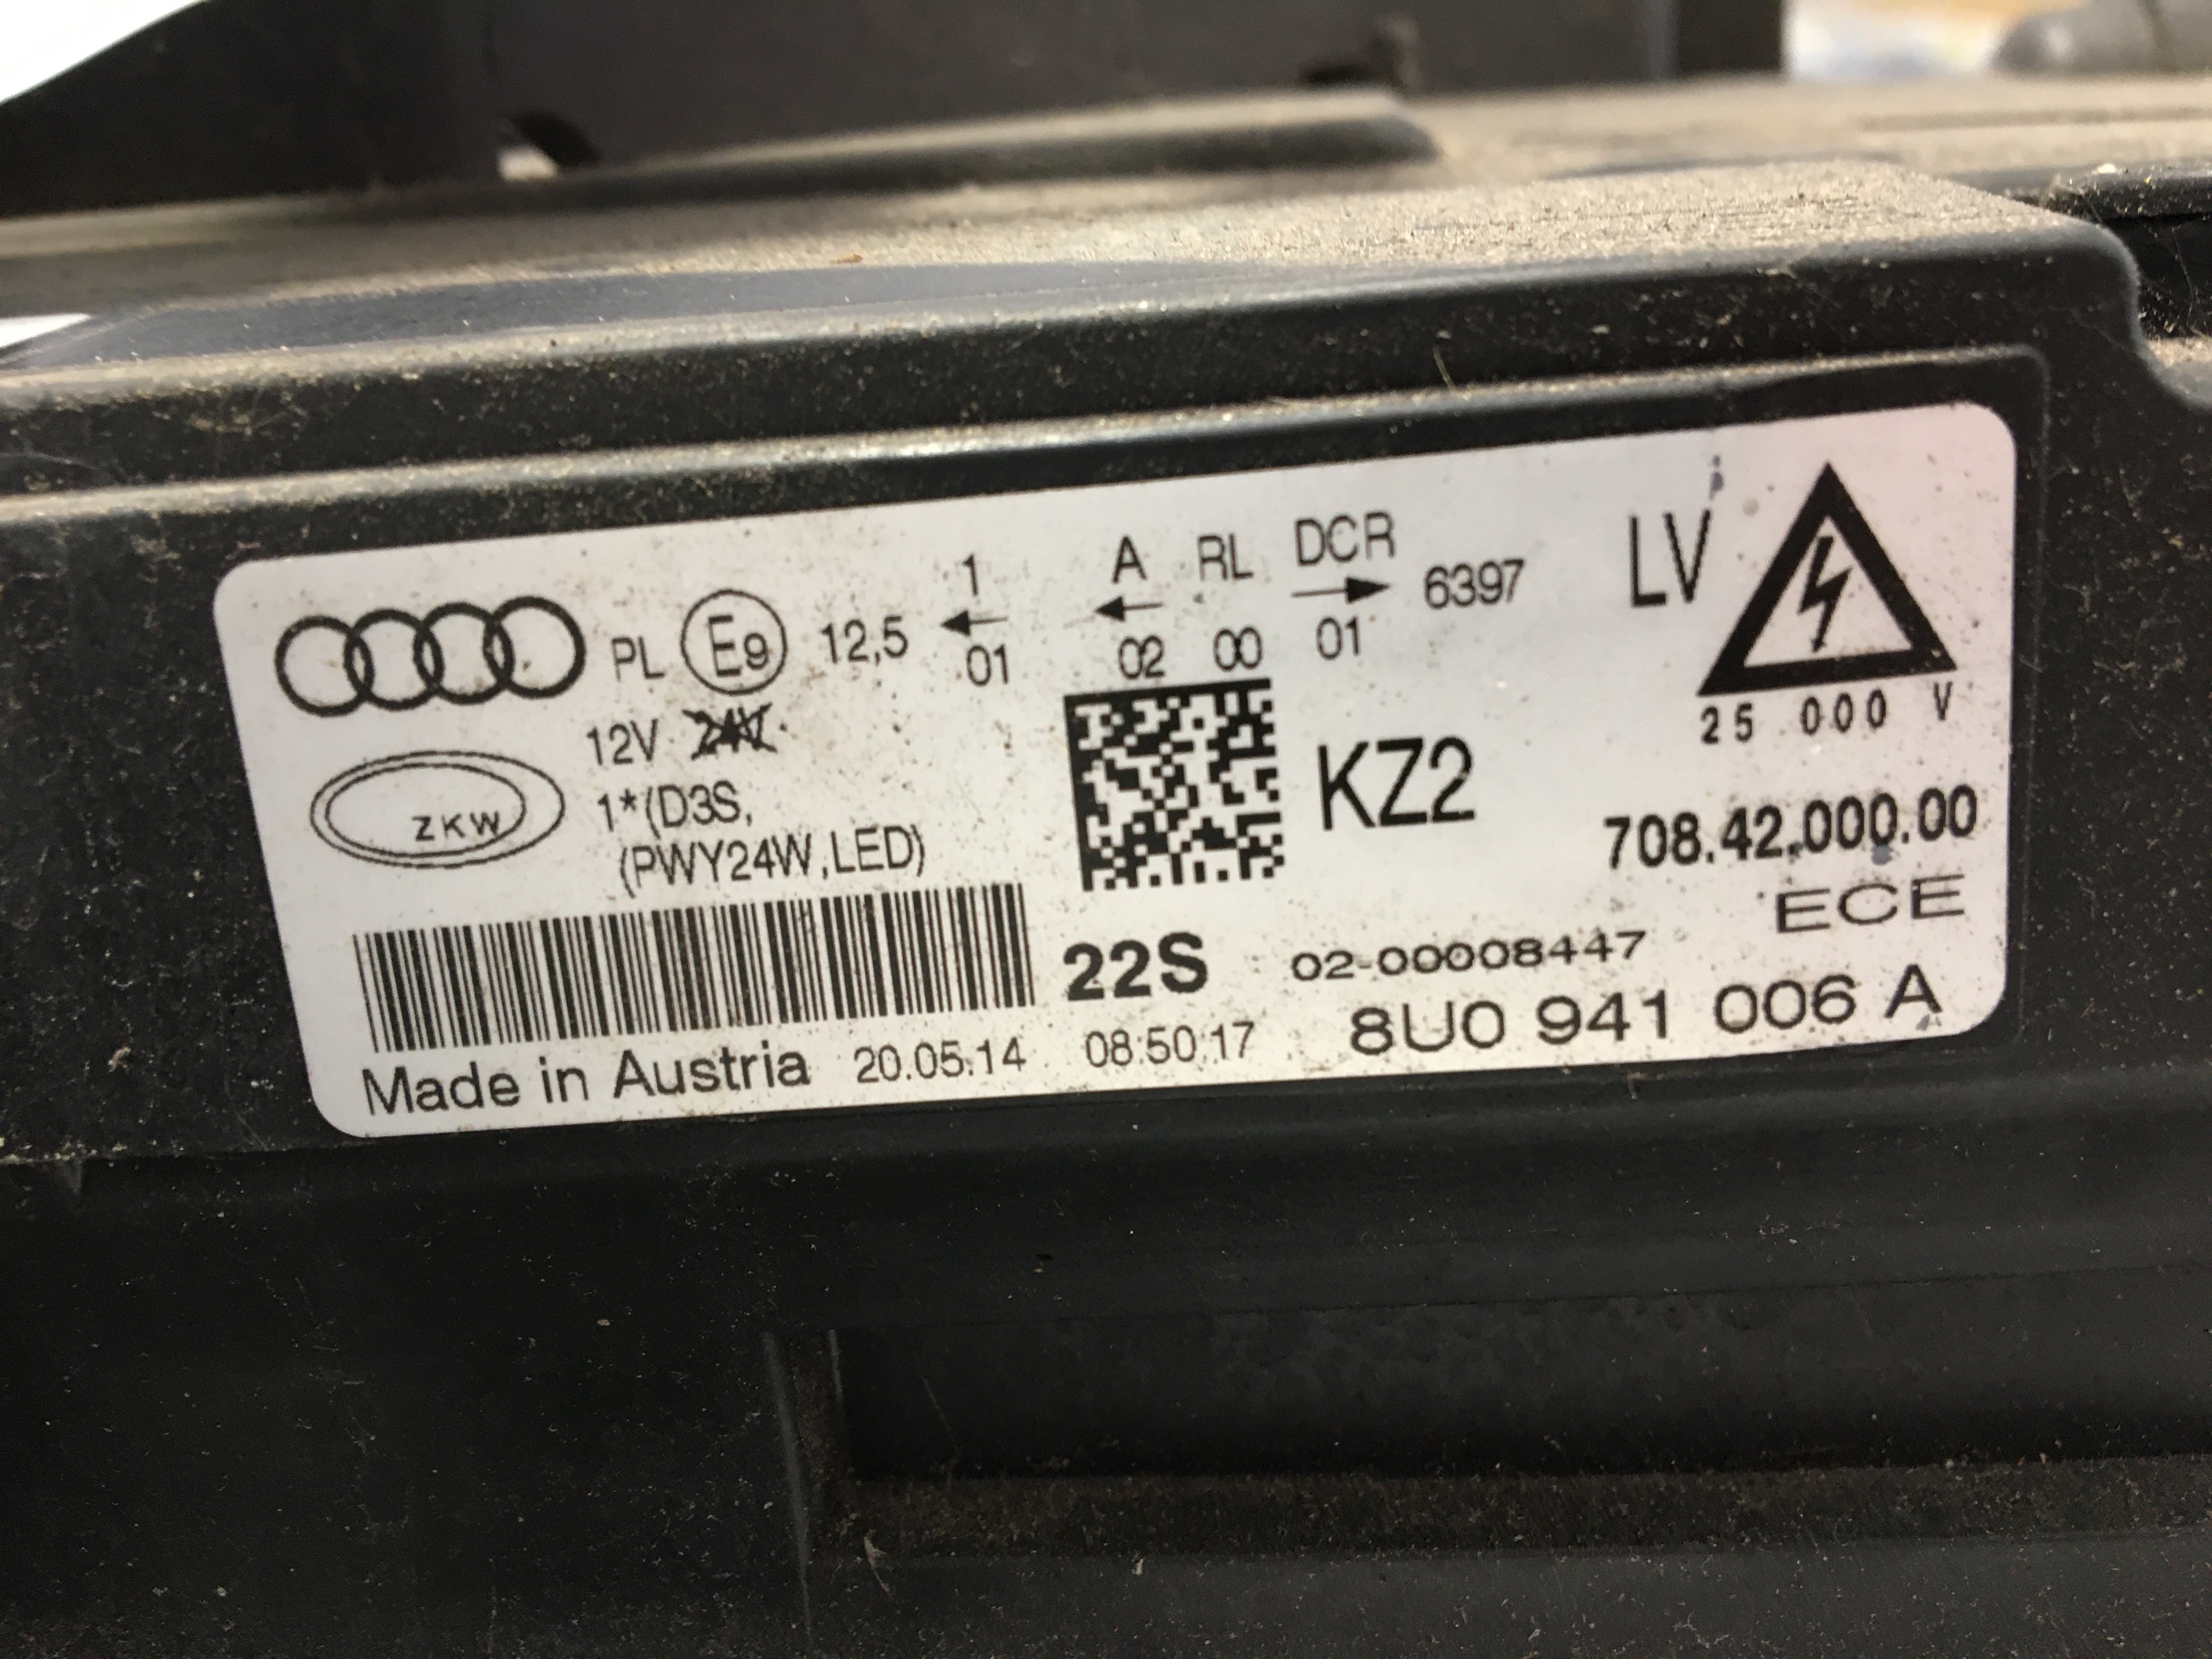 1 A RL DCR
PL E9 12,5 01 02 00 01 6397 LV
12V 24V
25 000 V
ZKW
1*(D3S,
(PWY24W,LED)
KZ2
708.42.000.00
ECE
22S 02-00008447
Made in Austria 20.05.14 08:50:17 8U0 941 006 A